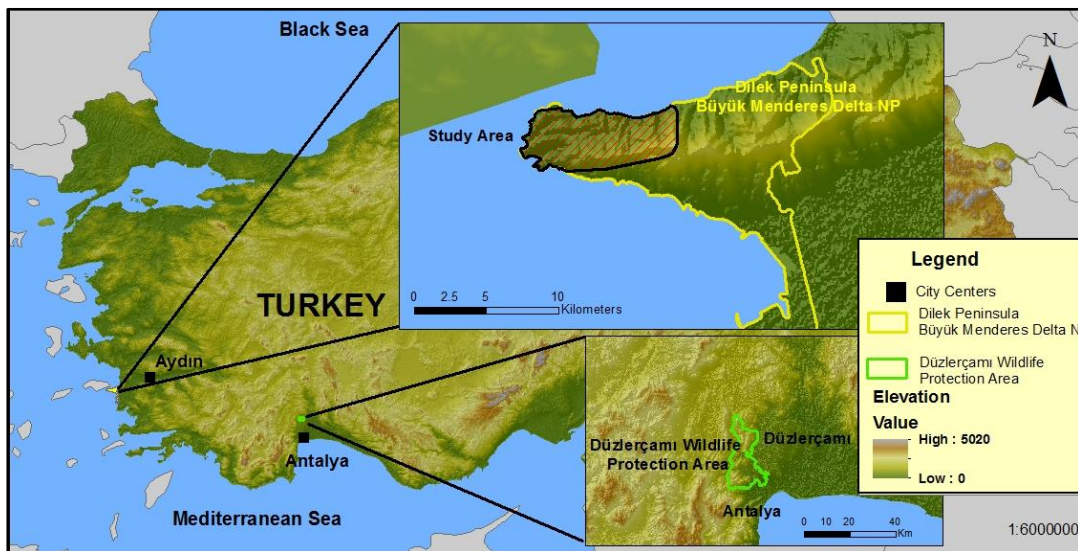 Black Sea
N
Dilek Peninsula
Büyük Menderes Delta NP
Study Area
0 2.5 5 10
Kilometers
TURKEY
Aydın
Antalya
Mediterranean Sea
Düzlerçamı Wildlife
Protection Area
Düzlerçamı
Antalya
0 10 20 40
Km
Legend
City Centers
Dilek Peninsula
Büyük Menderes Delta N
Düzlerçamı Wildlife
Protection Area
Elevation
Value
High : 5020
Low : 0
1:6000000